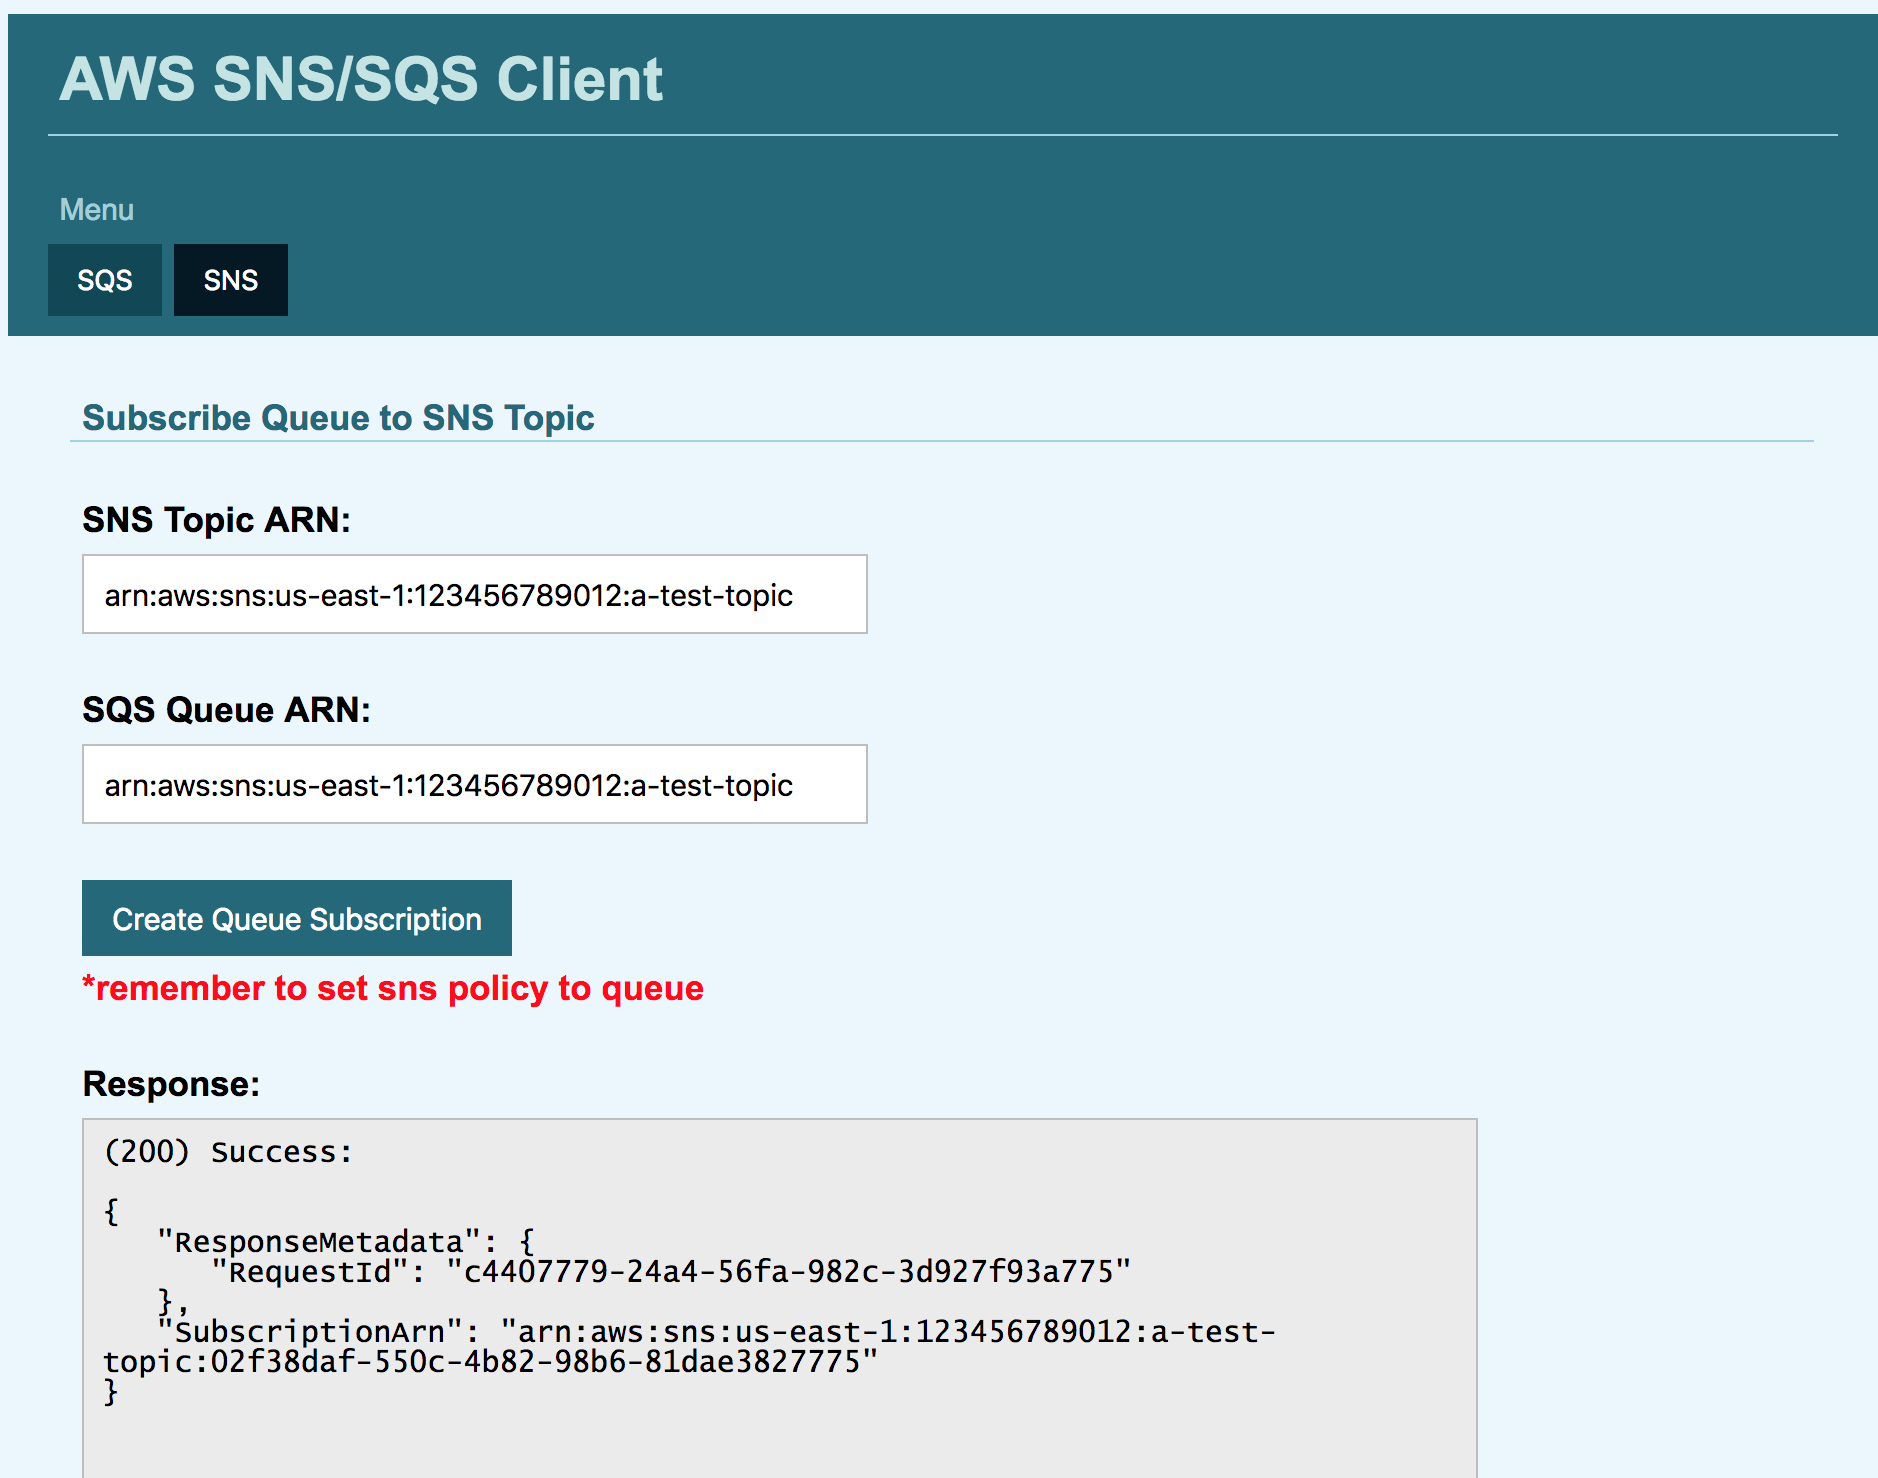 AWS SNS/SQS Client
Menu
SQS SNS
Subscribe Queue to SNS Topic
SNS Topic ARN:
arn:aws:sns:us-east-1:123456789012:a-test-topic
SQS Queue ARN:
arn:aws:sns:us-east-1:123456789012:a-test-topic
Create Queue Subscription
*remember to set sns policy to queue
Response:
(200) Success:
{
   "ResponseMetadata": {
      "RequestId": "c4407779-24a4-56fa-982c-3d927f93a775"
   },
   "SubscriptionArn": "arn:aws:sns:us-east-1:123456789012:a-test-
topic:02f38daf-550c-4b82-98b6-81dae3827775"
}